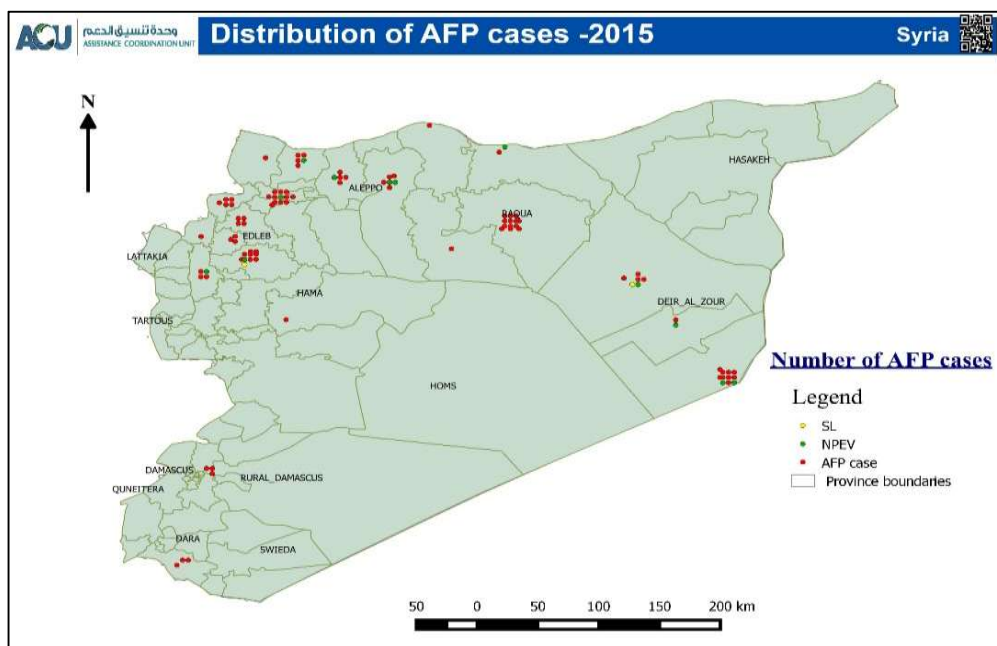 ACU
وحدة تنسيق الدعم
ASSISTANCE COORDINATION UNIT
Distribution of AFP cases -2015
Syria
N
HASAKEH
ALEPPO
RAQUA
EDLEB
LATTAKIA
HAMA
DEIR_AL_ZOUR
TARTOUS
HOMS
Number of AFP cases
Legend
SL
NPEV
AFP case
Province boundaries
DAMASCUS
RURAL_DAMASCUS
QUNEITERA
DARA
SWIEDA
50 0 50 100 150 200 km